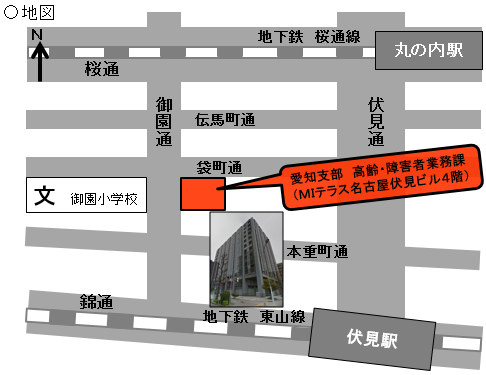 ○地図
N
地下鉄 桜通線
丸の内駅
桜通
御園通
伏見通
伝馬町通
袋町通
愛知支部 高齢・障害者業務課
（MIテラス名古屋伏見ビル４階）
文 御園小学校
本重町通
錦通
地下鉄 東山線
伏見駅